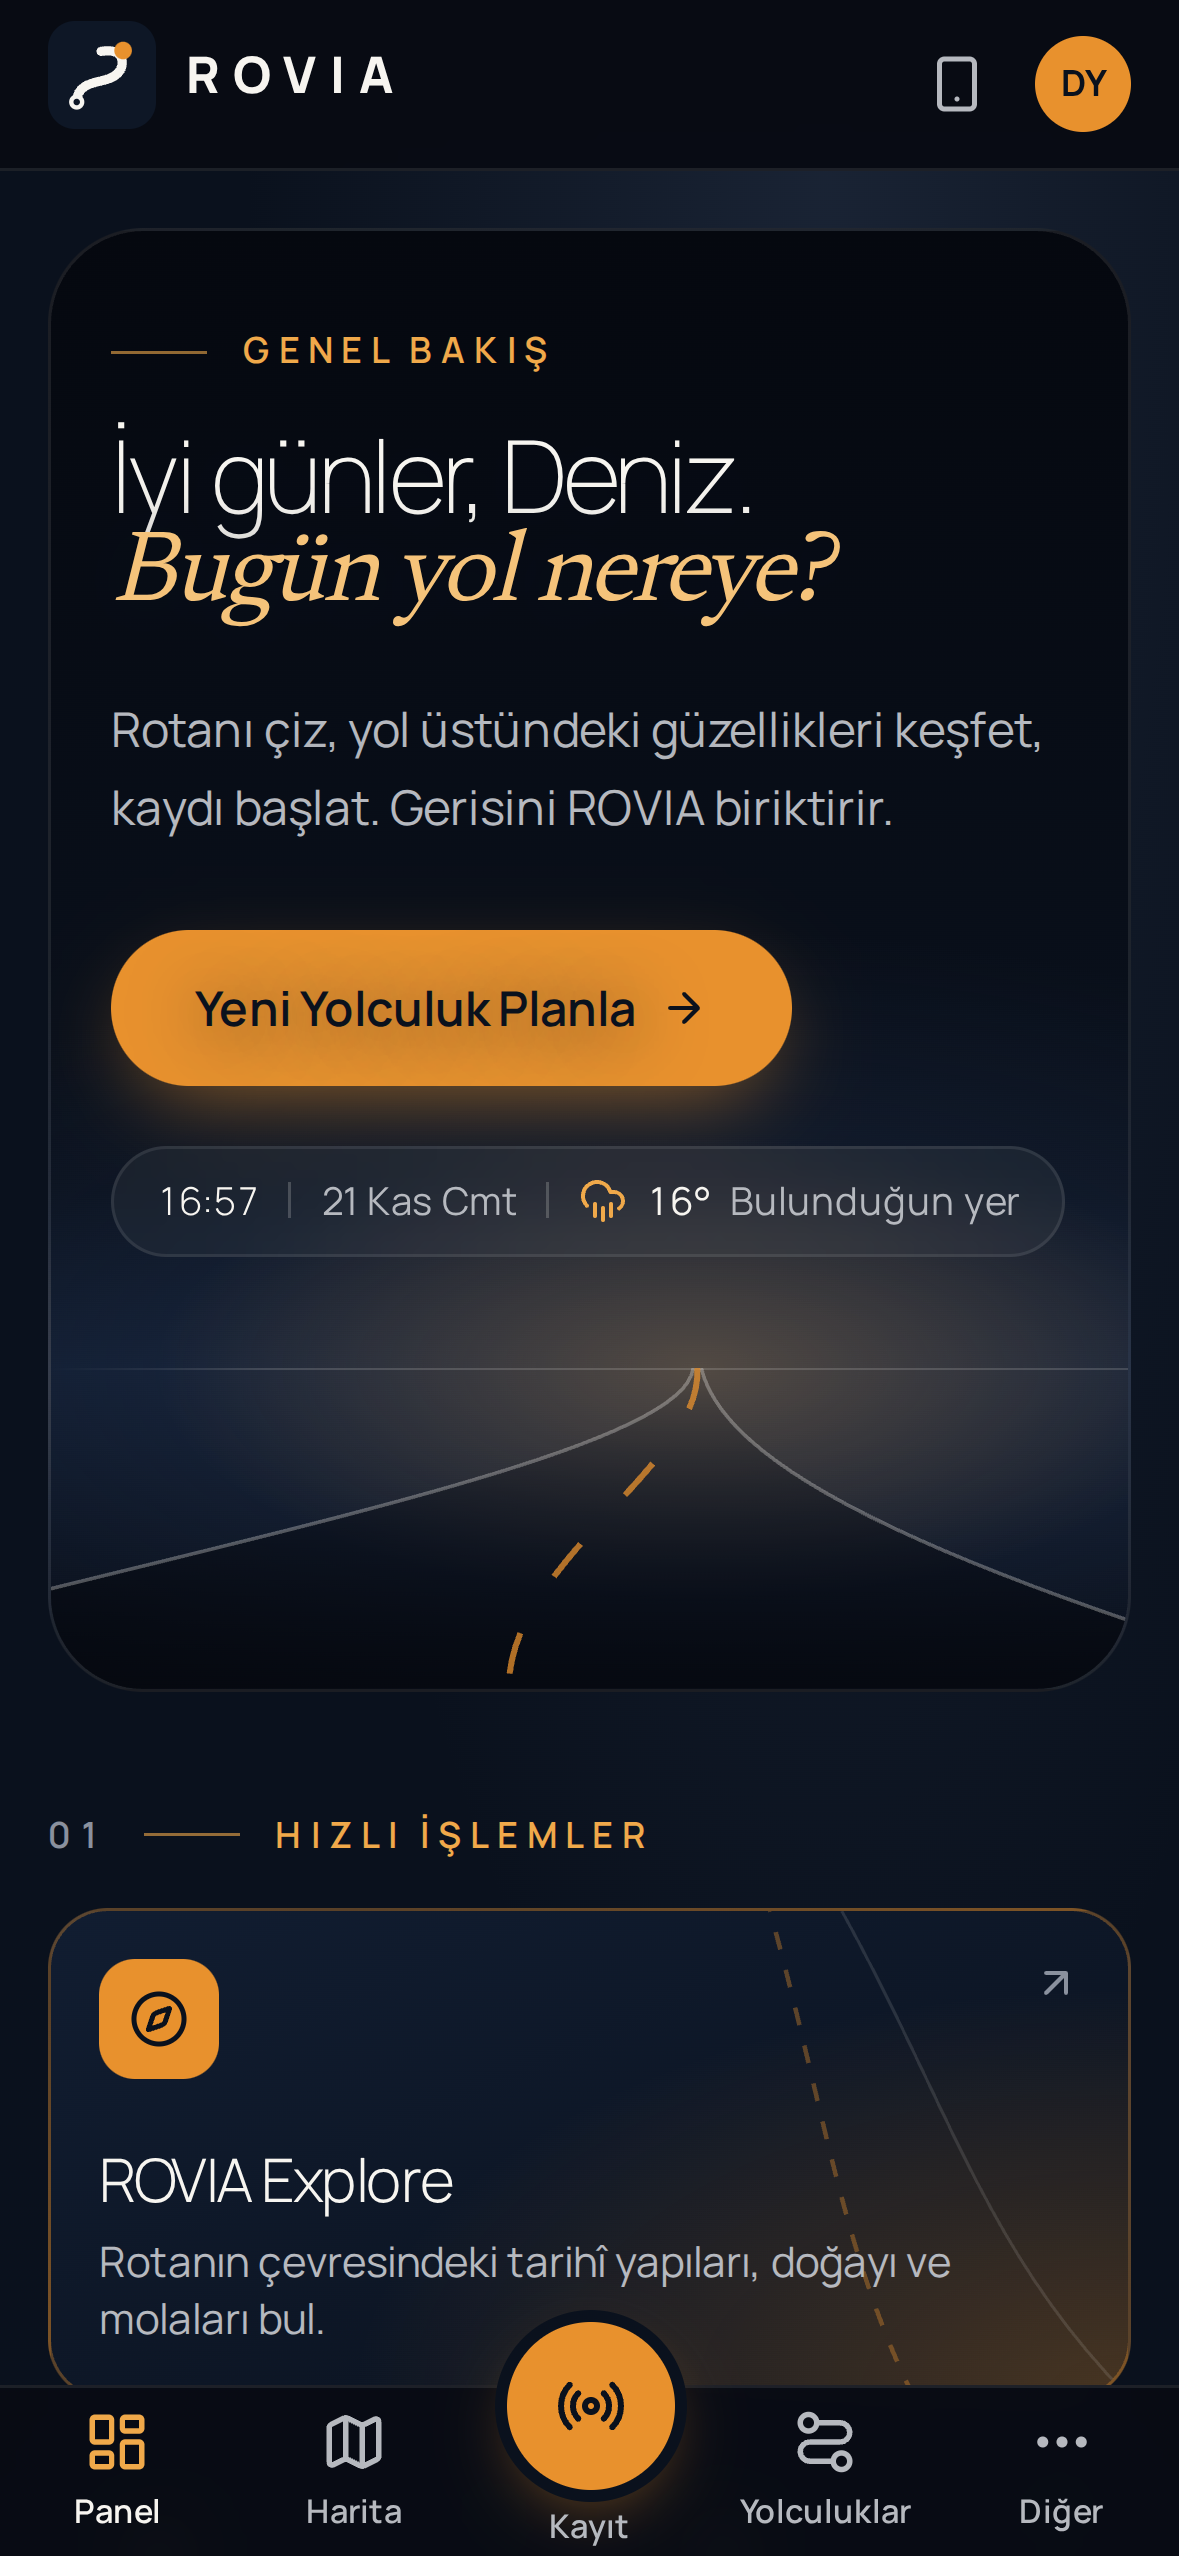 ROVIA
DY
GENEL BAKIŞ
İyi günler, Deniz.
Bugün yol nereye?
Rotanı çiz, yol üstündeki güzellikleri keşfet,
kaydı başlat. Gerisini ROVIA biriktirir.
Yeni Yolculuk Planla
16:57 21 Kas Cmt 16° Bulunduğun yer
01 HIZLI İŞLEMLER
ROVIA Explore
Rotanın çevresindeki tarihî yapıları, doğayı ve
molaları bul.
Panel Harita Kayıt Yolculuklar Diğer